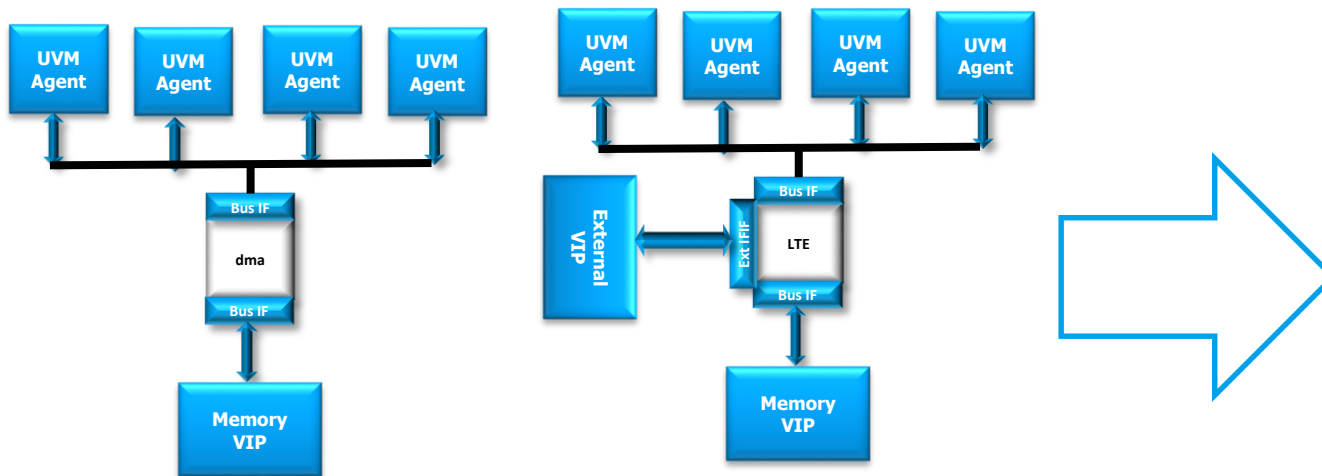 UVM
Agent
UVM
Agent
UVM
Agent
UVM
Agent
Bus IF
dma
Bus IF
Memory
VIP
UVM
Agent
UVM
Agent
UVM
Agent
UVM
Agent
External
VIP
Ext IFIF
Bus IF
LTE
Bus IF
Memory
VIP